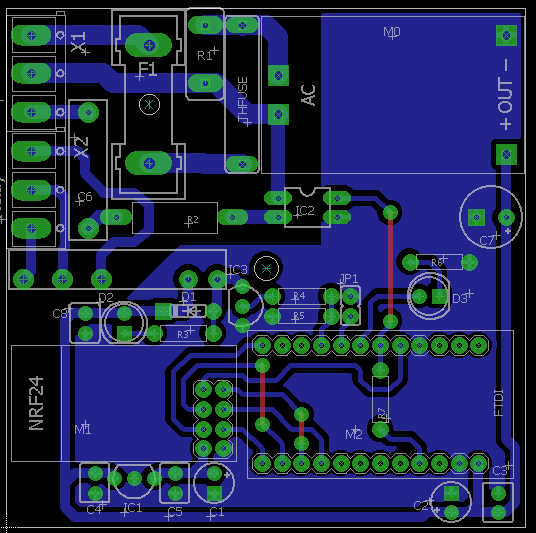 X1
F1
R1
THFUSE
M0
AC
+ OUT -
X2
C6
R2
IC2
C7
+
IC3
R6
D3
JP1
R4
R5
D2
D1
C8
R3
NRF24
M1
M2
R7
FTDI
C4
IC1
C5
C1
+
C2
+
C3